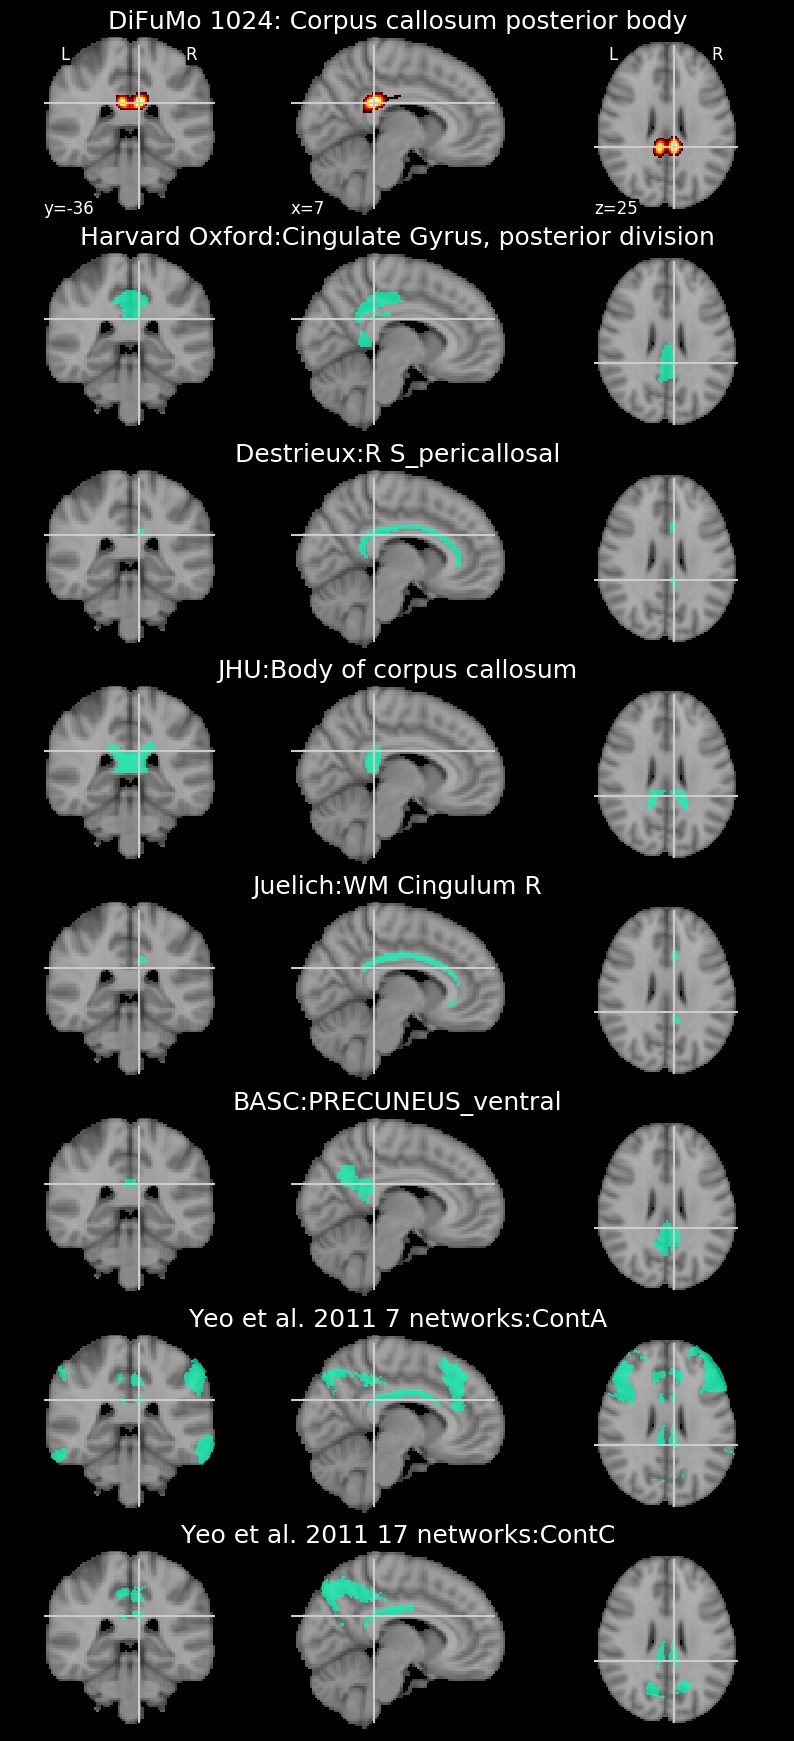 DiFuMo 1024: Corpus callosum posterior body
L R L R
y=-36 x=7 z=25
Harvard Oxford:Cingulate Gyrus, posterior division
Destrieux:R S_pericallosal
JHU:Body of corpus callosum
Juelich:WM Cingulum R
BASC:PRECUNEUS_ventral
Yeo et al. 2011 7 networks:ContA
Yeo et al. 2011 17 networks:ContC